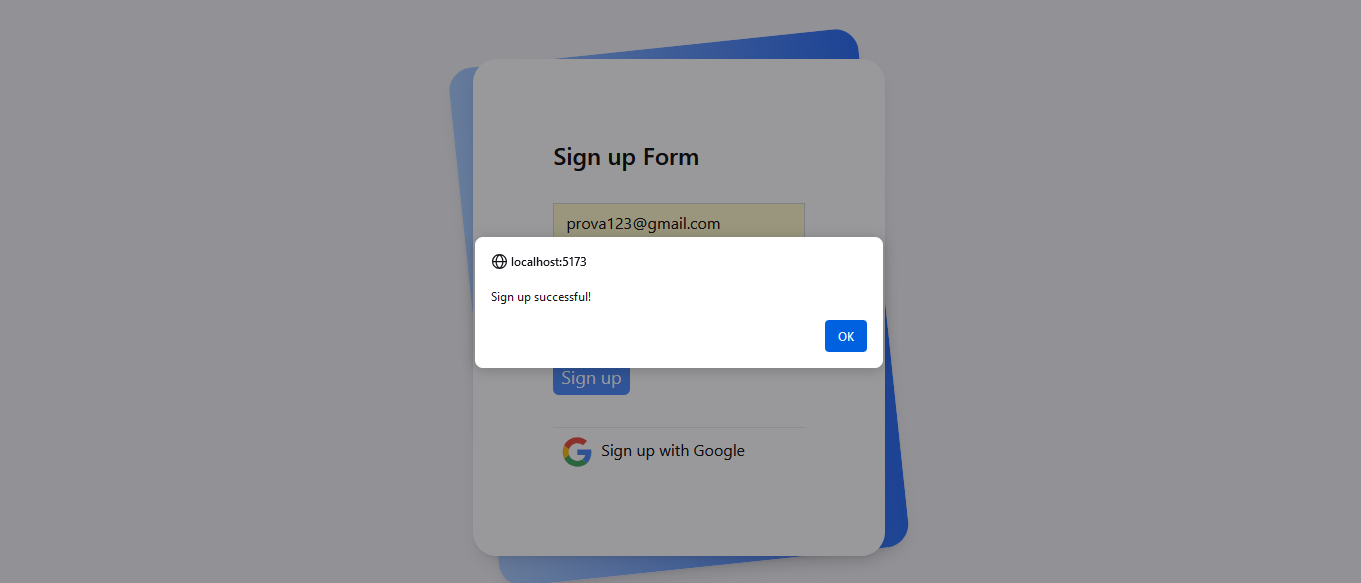 Sign up Form
prova123@gmail.com
localhost:5173
Sign up successful!
OK
Sign up
Sign up with Google